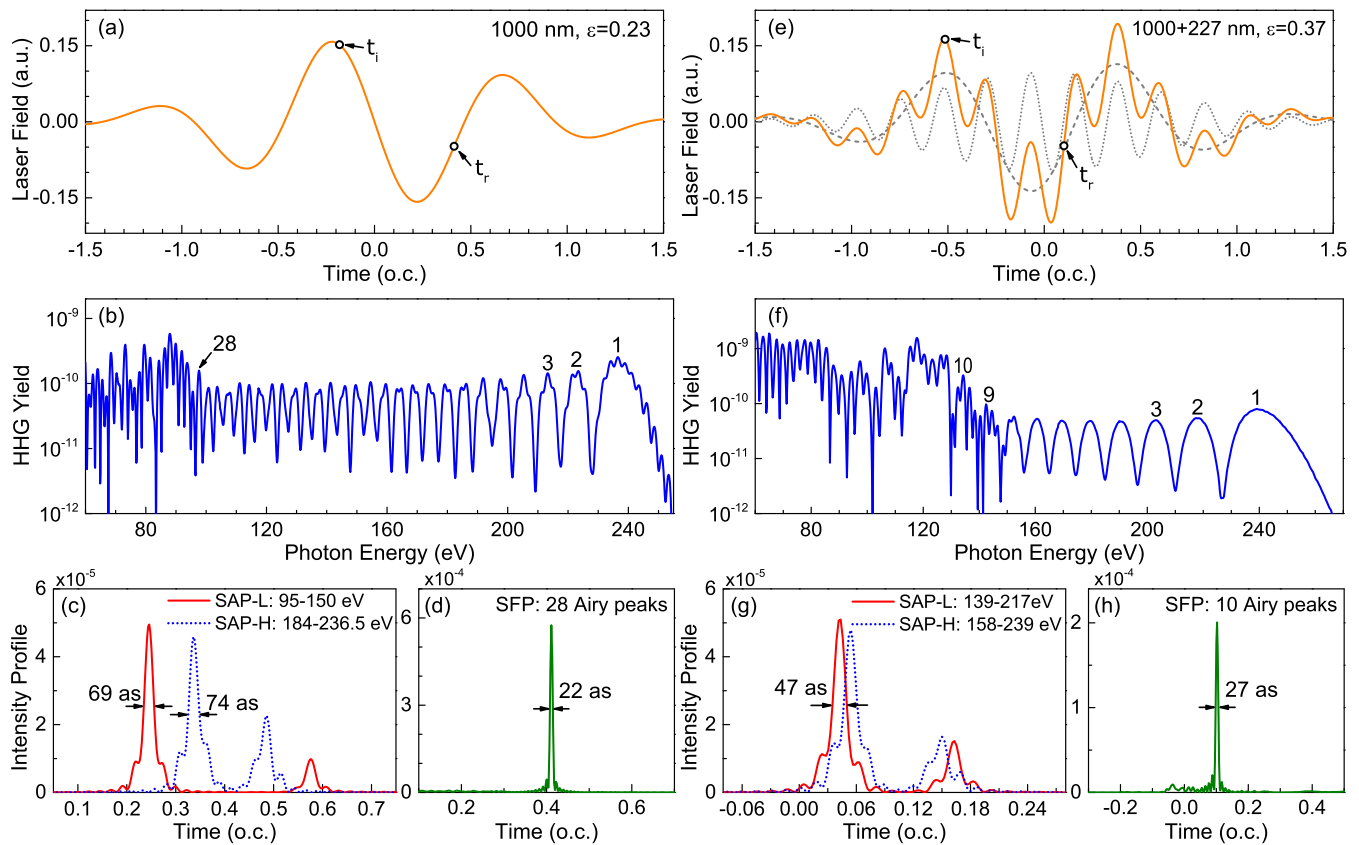 (a)
1000 nm, ε=0.23
t_i
t_r
0.15
0.00
-0.15
Laser Field (a.u.)
-1.5 -1.0 -0.5 0.0 0.5 1.0 1.5
Time (o.c.)
(e)
1000+227 nm, ε=0.37
t_i
t_r
0.15
0.00
-0.15
Laser Field (a.u.)
-1.5 -1.0 -0.5 0.0 0.5 1.0 1.5
Time (o.c.)
(b)
28
3 2 1
10^-9
10^-10
10^-11
10^-12
HHG Yield
80 120 160 200 240
Photon Energy (eV)
(f)
10
9
3 2 1
10^-9
10^-10
10^-11
10^-12
HHG Yield
80 120 160 200 240
Photon Energy (eV)
x10^-5
(c)
SAP-L: 95-150 eV
SAP-H: 184-236.5 eV
69 as
74 as
6
4
2
0
Intensity Profile
0.1 0.2 0.3 0.4 0.5 0.6 0.7
Time (o.c.)
x10^-4
(d)
SFP: 28 Airy peaks
22 as
6
3
0
0.2 0.4 0.6
Time (o.c.)
x10^-5
(g)
SAP-L: 139-217eV
SAP-H: 158-239 eV
47 as
6
4
2
0
Intensity Profile
-0.08 0.00 0.08 0.16 0.24
Time (o.c.)
x10^-4
(h)
SFP: 10 Airy peaks
27 as
2
1
0
-0.2 0.0 0.2 0.4
Time (o.c.)